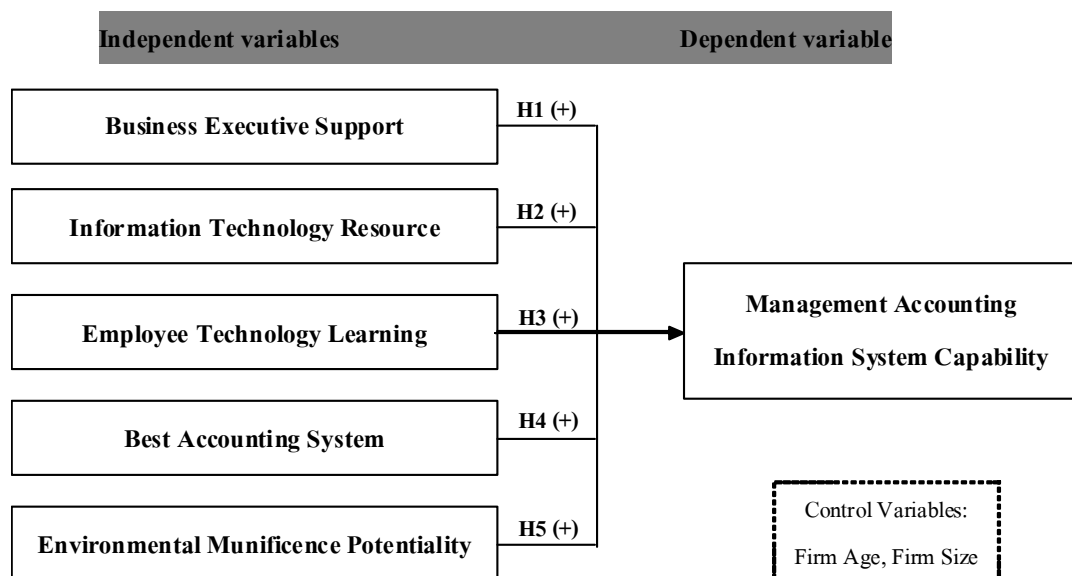 Independent variables Dependent variable
Business Executive Support
H1 (+)
Information Technology Resource
H2 (+)
Employee Technology Learning
H3 (+)
Management Accounting
Information System Capability
Best Accounting System
H4 (+)
Environmental Munificence Potentiality
H5 (+)
Control Variables:
Firm Age, Firm Size